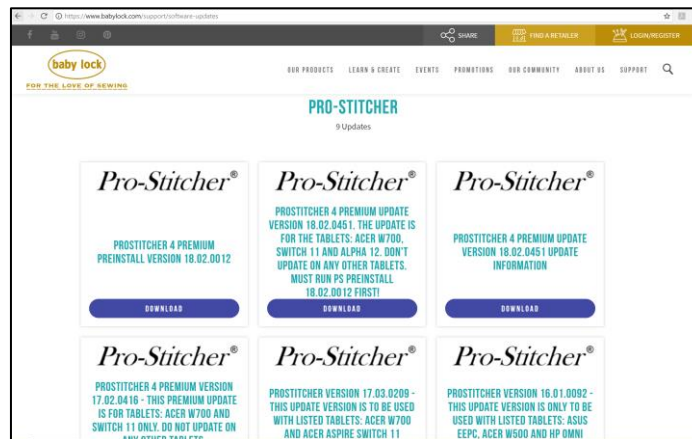 https://www.babylock.com/support/software-updates
SHARE
FIND A RETAILER
LOGIN/REGISTER
baby lock
FOR THE LOVE OF SEWING
OUR PRODUCTS LEARN & CREATE EVENTS PROMOTIONS OUR COMMUNITY ABOUT US SUPPORT
PRO-STITCHER
9 Updates
Pro-Stitcher®
PROSTITCHER 4 PREMIUM
PREINSTALL VERSION 18.02.0012
DOWNLOAD
Pro-Stitcher®
PROSTITCHER 4 PREMIUM UPDATE
VERSION 18.02.0451. THE UPDATE IS
FOR THE TABLETS: ACER W700,
SWITCH 11 AND ALPHA 12. DON'T
UPDATE ON ANY OTHER TABLETS.
MUST RUN PS PREINSTALL
18.02.0012 FIRST!
DOWNLOAD
Pro-Stitcher®
PROSTITCHER 4 PREMIUM UPDATE
VERSION 18.02.0451 UPDATE
INFORMATION
DOWNLOAD
Pro-Stitcher®
PROSTITCHER 4 PREMIUM VERSION
17.02.0416 - THIS PREMIUM UPDATE
IS FOR TABLETS: ACER W700 AND
SWITCH 11 ONLY. DO NOT UPDATE ON
ANY OTHER TABLETS
Pro-Stitcher®
PROSTITCHER VERSION 17.03.0209 -
THIS UPDATE VERSION IS TO BE USED
WITH LISTED TABLETS: ACER W700
AND ACER ASPIRE SWITCH 11
Pro-Stitcher®
PROSTITCHER VERSION 16.01.0092 -
THIS UPDATE VERSION IS ONLY TO BE
USED WITH LISTED TABLETS: ASUS
EEPC, ACER W500 AND HP OMNI